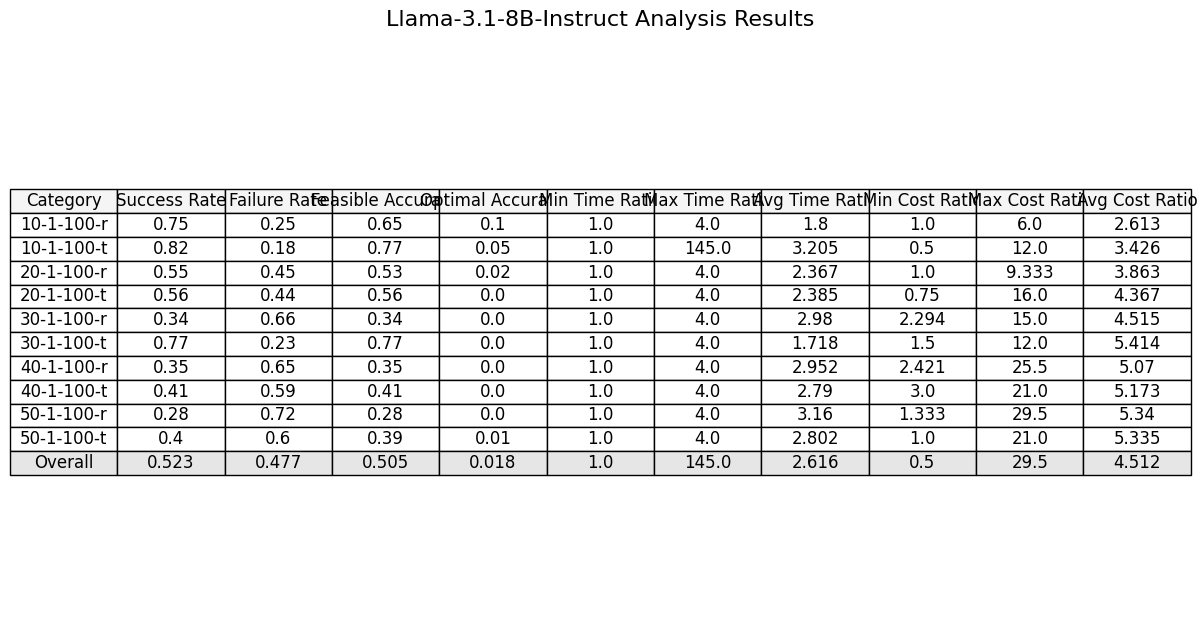 Llama-3.1-8B-Instruct Analysis Results
Category Success Rate Failure Rate Feasible Accura Optimal Accura Min Time Rati Max Time Rati Avg Time Rati Min Cost Rati Max Cost Rati Avg Cost Ratio
10-1-100-r 0.75 0.25 0.65 0.1 1.0 4.0 1.8 1.0 6.0 2.613
10-1-100-t 0.82 0.18 0.77 0.05 1.0 145.0 3.205 0.5 12.0 3.426
20-1-100-r 0.55 0.45 0.53 0.02 1.0 4.0 2.367 1.0 9.333 3.863
20-1-100-t 0.56 0.44 0.56 0.0 1.0 4.0 2.385 0.75 16.0 4.367
30-1-100-r 0.34 0.66 0.34 0.0 1.0 4.0 2.98 2.294 15.0 4.515
30-1-100-t 0.77 0.23 0.77 0.0 1.0 4.0 1.718 1.5 12.0 5.414
40-1-100-r 0.35 0.65 0.35 0.0 1.0 4.0 2.952 2.421 25.5 5.07
40-1-100-t 0.41 0.59 0.41 0.0 1.0 4.0 2.79 3.0 21.0 5.173
50-1-100-r 0.28 0.72 0.28 0.0 1.0 4.0 3.16 1.333 29.5 5.34
50-1-100-t 0.4 0.6 0.39 0.01 1.0 4.0 2.802 1.0 21.0 5.335
Overall 0.523 0.477 0.505 0.018 1.0 145.0 2.616 0.5 29.5 4.512